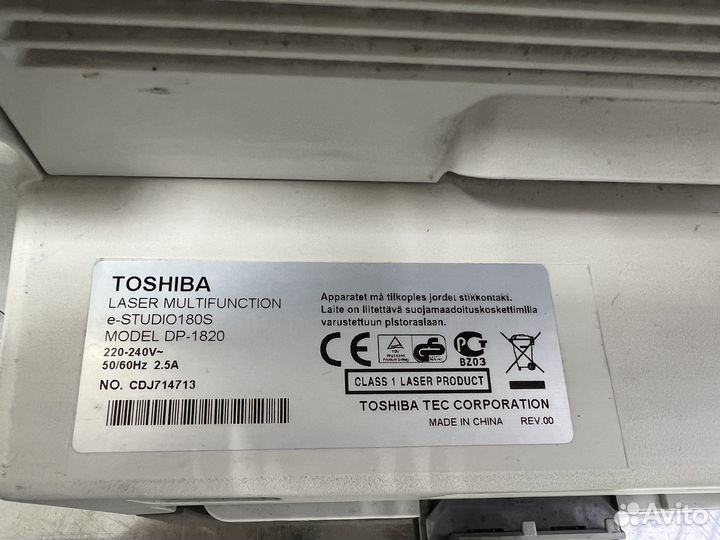 TOSHIBA
LASER MULTIFUNCTION
e-STUDIO180S
MODEL DP-1820
220-240V~
50/60Hz 2.5A
NO. CDJ714713
Apparatet må tilkoples jordet stikkontakt.
Laite on liitettävä suojamaadoituskoskettimilla
varustettuun pistorasiaan.
CE
BZ03
CLASS 1 LASER PRODUCT
TOSHIBA TEC CORPORATION
MADE IN CHINA REV.00
Avito